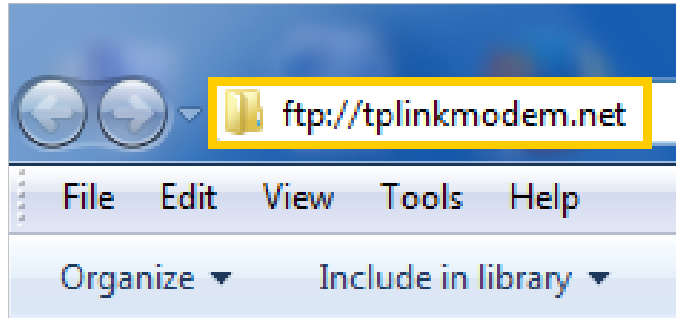 ftp://tplinkmodem.net
File Edit View Tools Help
Organize Include in library